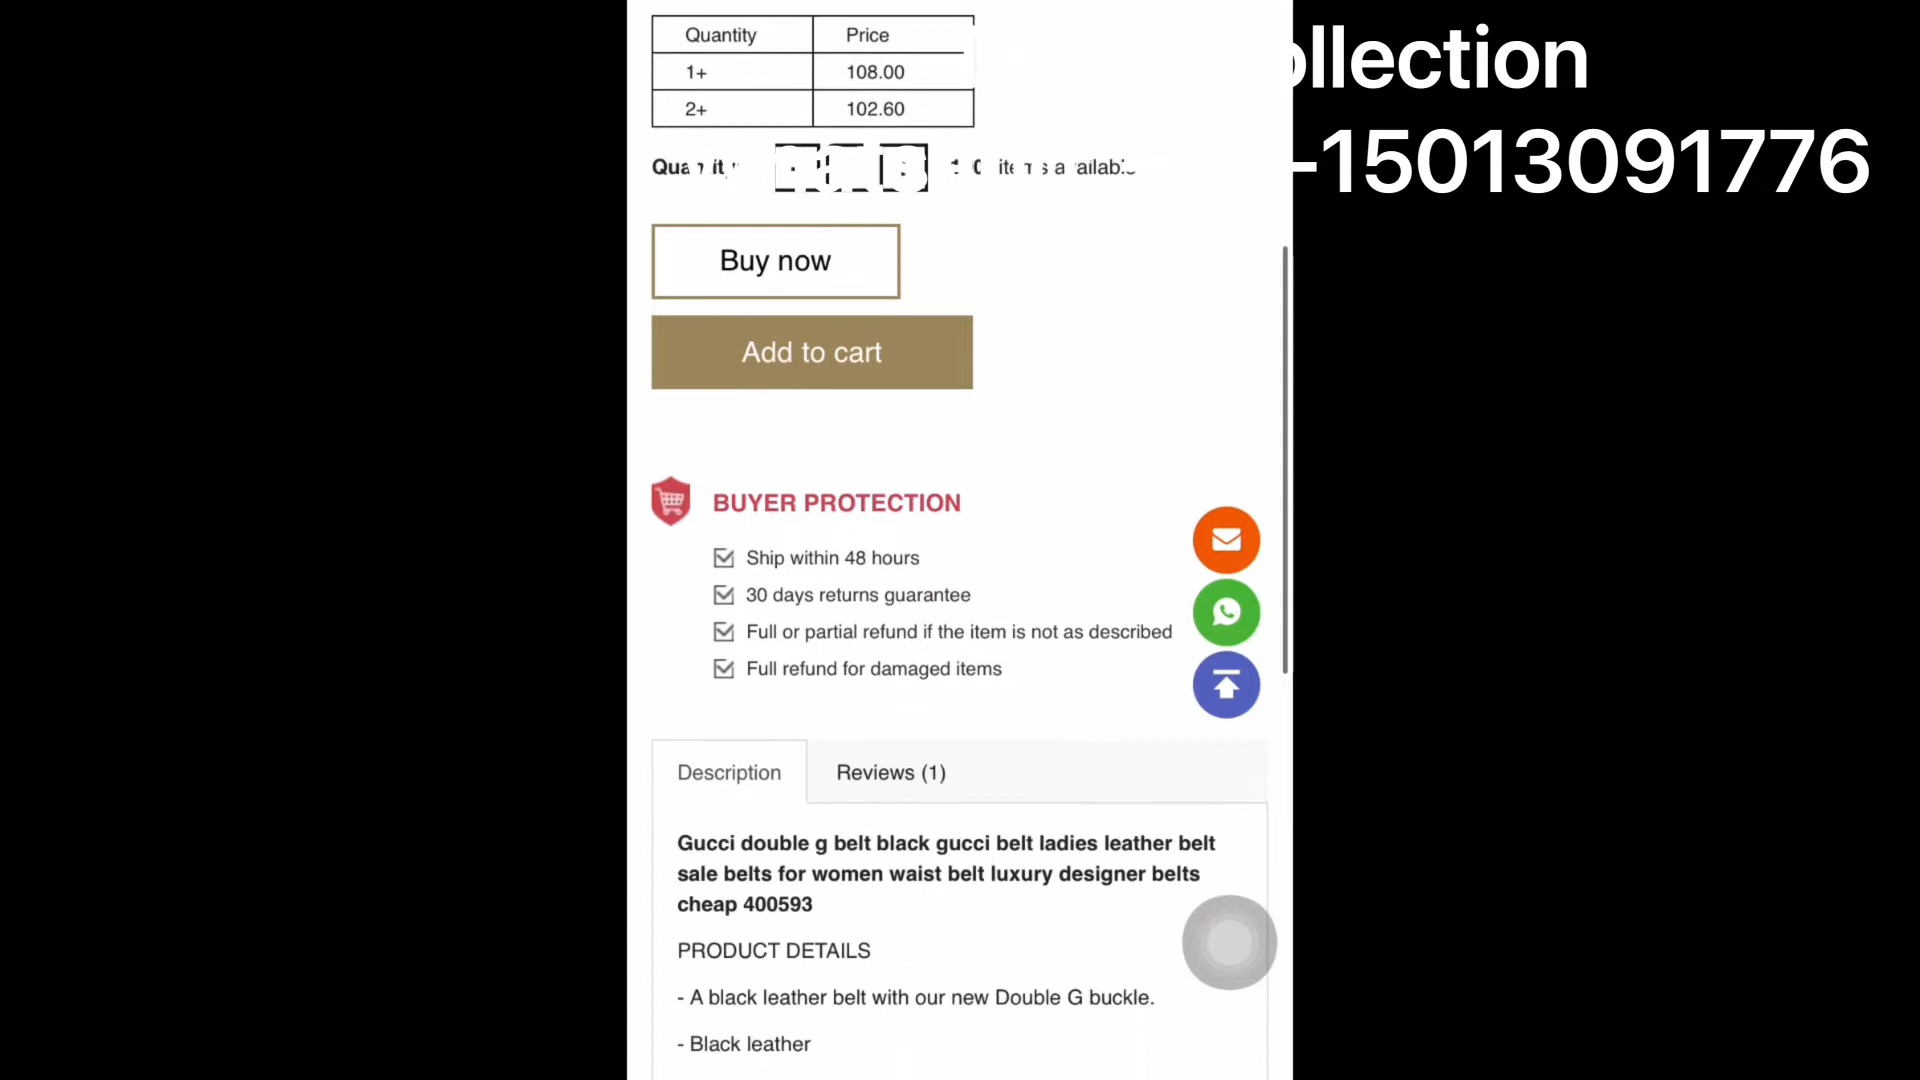 ollection
-15013091776
Quantity Price
1+ 108.00
2+ 102.60
items available
Buy now
Add to cart
BUYER PROTECTION
Ship within 48 hours
30 days returns guarantee
Full or partial refund if the item is not as described
Full refund for damaged items
Description Reviews (1)
Gucci double g belt black gucci belt ladies leather belt
sale belts for women waist belt luxury designer belts
cheap 400593
PRODUCT DETAILS
- A black leather belt with our new Double G buckle.
- Black leather